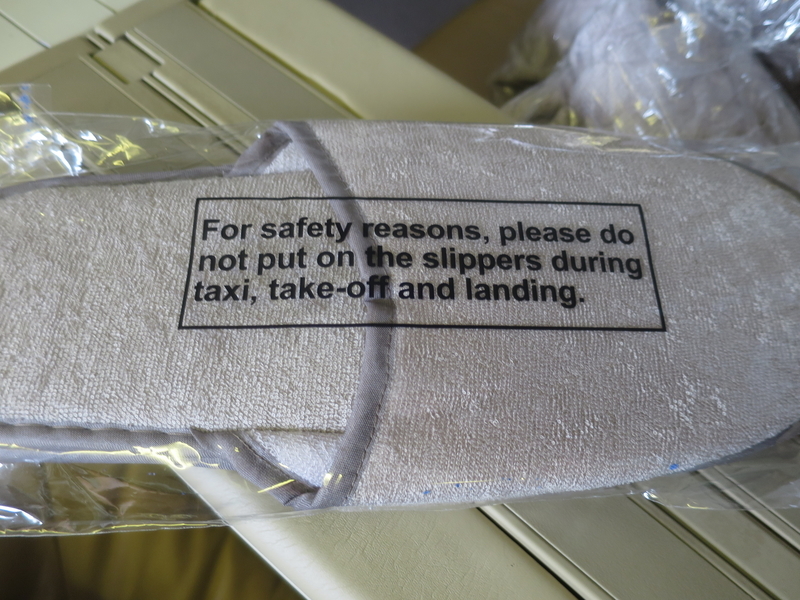 For safety reasons, please do
not put on the slippers during
taxi, take-off and landing.